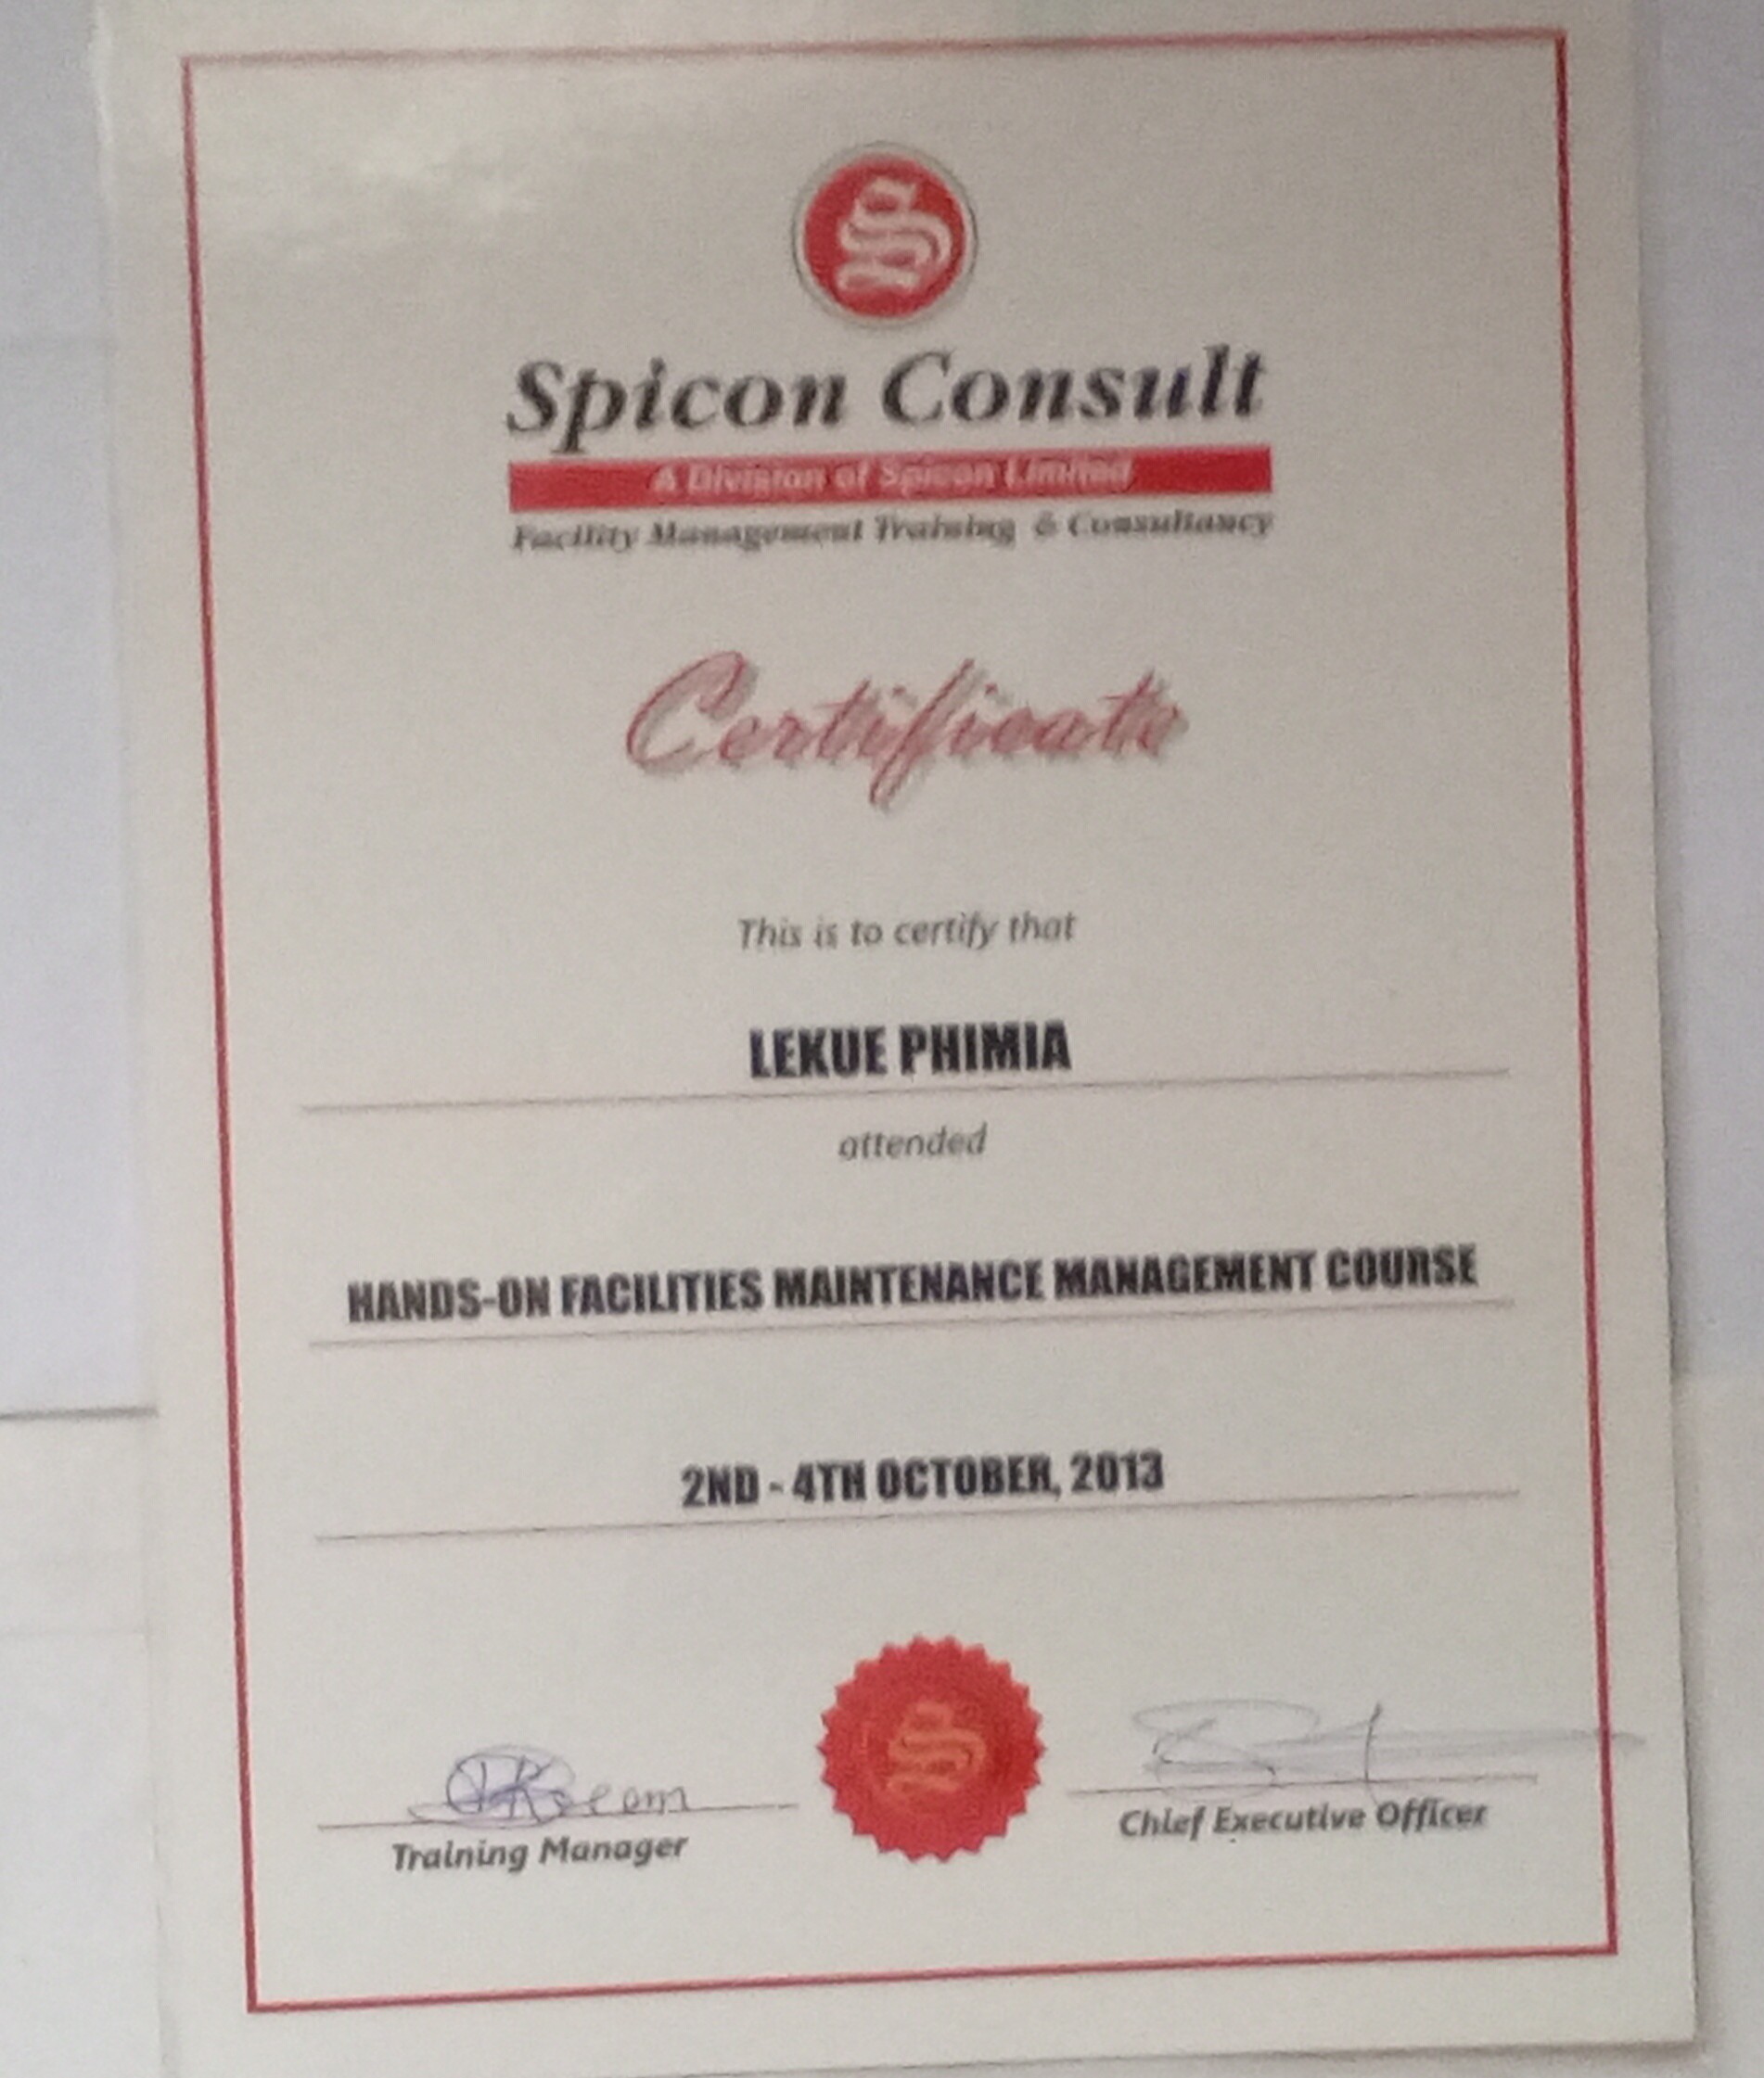 S
Spicon Consult
A Division of Spicon Limited
Facility Management Training & Consultancy
Certificate
This is to certify that
LEKUE PHIMIA
attended
HANDS-ON FACILITIES MAINTENANCE MANAGEMENT COURSE
2ND - 4TH OCTOBER, 2013
S
Training Manager
Chief Executive Officer